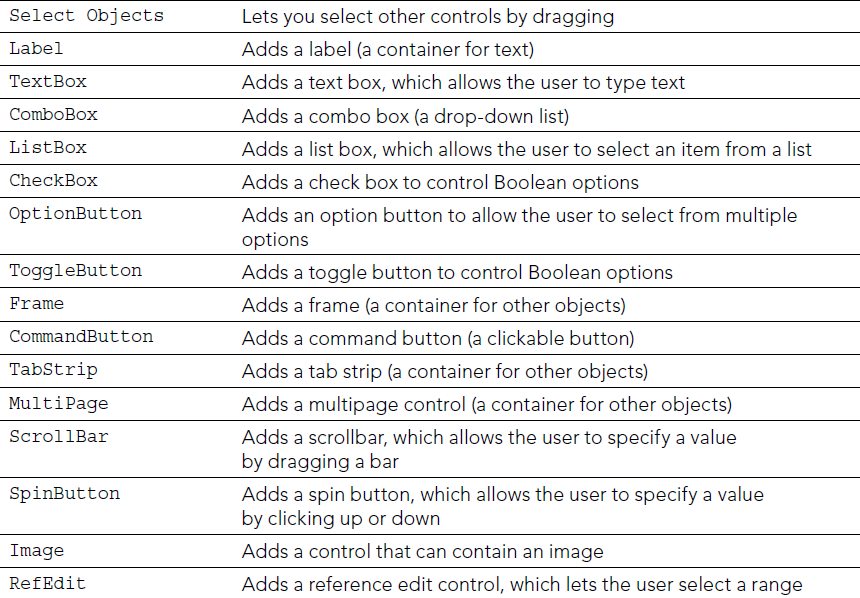 Select Objects Lets you select other controls by dragging
Label Adds a label (a container for text)
TextBox Adds a text box, which allows the user to type text
ComboBox Adds a combo box (a drop-down list)
ListBox Adds a list box, which allows the user to select an item from a list
CheckBox Adds a check box to control Boolean options
OptionButton Adds an option button to allow the user to select from multiple
options
ToggleButton Adds a toggle button to control Boolean options
Frame Adds a frame (a container for other objects)
CommandButton Adds a command button (a clickable button)
TabStrip Adds a tab strip (a container for other objects)
MultiPage Adds a multipage control (a container for other objects)
ScrollBar Adds a scrollbar, which allows the user to specify a value
by dragging a bar
SpinButton Adds a spin button, which allows the user to specify a value
by clicking up or down
Image Adds a control that can contain an image
RefEdit Adds a reference edit control, which lets the user select a range